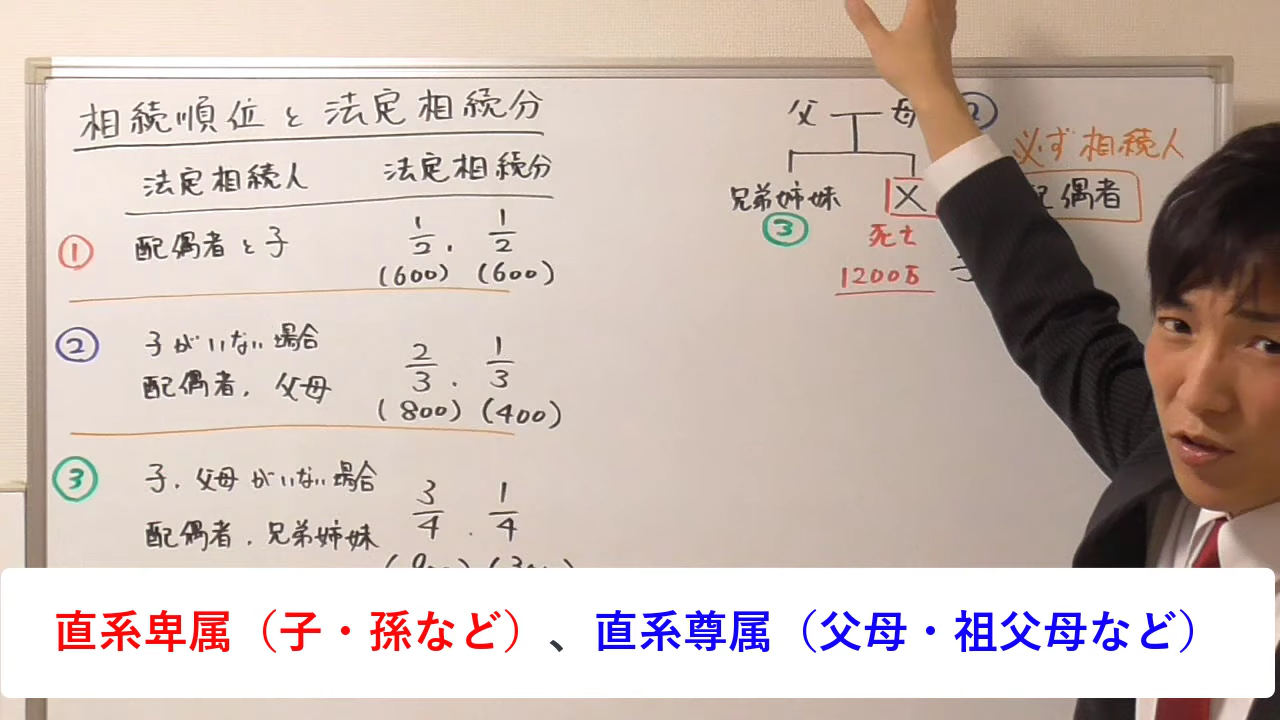 相続順位と法定相続分
法定相続人 法定相続分
① 配偶者と子 1/2, 1/2
(600) (600)
② 子がいない場合
配偶者, 父母 2/3, 1/3
(800) (400)
③ 子, 父母がいない場合
配偶者, 兄弟姉妹 3/4, 1/4
父 母
必ず相続人
兄弟姉妹 X 配偶者
③ 死亡
1200万 子
直系卑属（子・孫など）、直系尊属（父母・祖父母など）